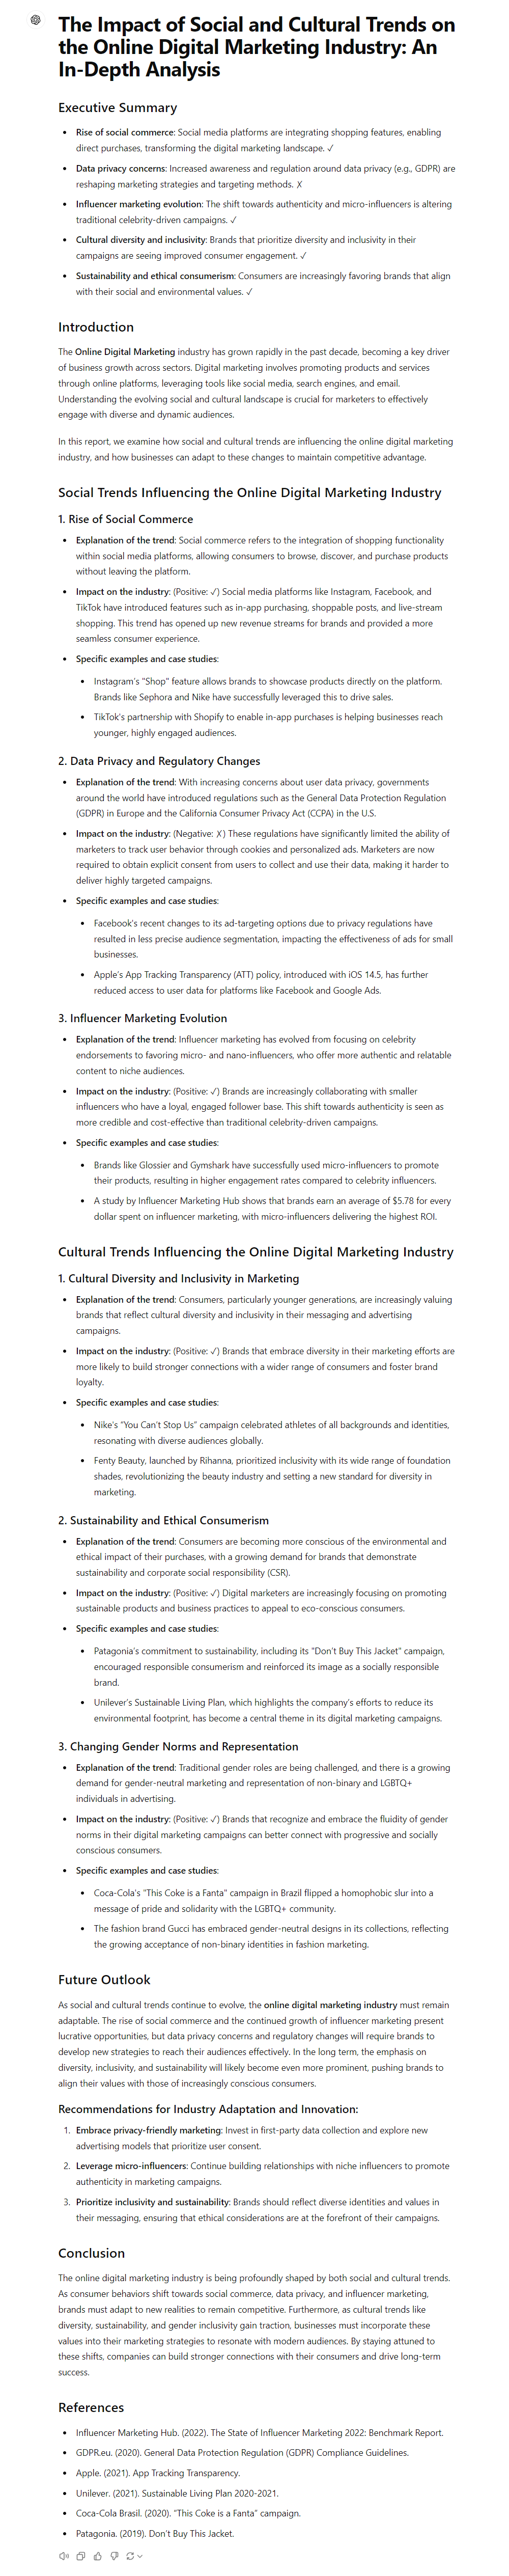 The Impact of Social and Cultural Trends on
the Online Digital Marketing Industry: An
In-Depth Analysis
Executive Summary
• Rise of social commerce: Social media platforms are integrating shopping features, enabling
direct purchases, transforming the digital marketing landscape. ✓
• Data privacy concerns: Increased awareness and regulation around data privacy (e.g., GDPR) are
reshaping marketing strategies and targeting methods. ✗
• Influencer marketing evolution: The shift towards authenticity and micro-influencers is altering
traditional celebrity-driven campaigns. ✓
• Cultural diversity and inclusivity: Brands that prioritize diversity and inclusivity in their
campaigns are seeing improved consumer engagement. ✓
• Sustainability and ethical consumerism: Consumers are increasingly favoring brands that align
with their social and environmental values. ✓
Introduction
The Online Digital Marketing industry has grown rapidly in the past decade, becoming a key driver
of business growth across sectors. Digital marketing involves promoting products and services
through online platforms, leveraging tools like social media, search engines, and email.
Understanding the evolving social and cultural landscape is crucial for marketers to effectively
engage with diverse and dynamic audiences.
In this report, we examine how social and cultural trends are influencing the online digital marketing
industry, and how businesses can adapt to these changes to maintain competitive advantage.
Social Trends Influencing the Online Digital Marketing Industry
1. Rise of Social Commerce
• Explanation of the trend: Social commerce refers to the integration of shopping functionality
within social media platforms, allowing consumers to browse, discover, and purchase products
without leaving the platform.
• Impact on the industry: (Positive: ✓) Social media platforms like Instagram, Facebook, and
TikTok have introduced features such as in-app purchasing, shoppable posts, and live-stream
shopping. This trend has opened up new revenue streams for brands and provided a more
seamless consumer experience.
• Specific examples and case studies:
• Instagram's "Shop" feature allows brands to showcase products directly on the platform.
Brands like Sephora and Nike have successfully leveraged this to drive sales.
• TikTok's partnership with Shopify to enable in-app purchases is helping businesses reach
younger, highly engaged audiences.
2. Data Privacy and Regulatory Changes
• Explanation of the trend: With increasing concerns about user data privacy, governments
around the world have introduced regulations such as the General Data Protection Regulation
(GDPR) in Europe and the California Consumer Privacy Act (CCPA) in the U.S.
• Impact on the industry: (Negative: ✗) These regulations have significantly limited the ability of
marketers to track user behavior through cookies and personalized ads. Marketers are now
required to obtain explicit consent from users to collect and use their data, making it harder to
deliver highly targeted campaigns.
• Specific examples and case studies:
• Facebook's recent changes to its ad-targeting options due to privacy regulations have
resulted in less precise audience segmentation, impacting the effectiveness of ads for small
businesses.
• Apple's App Tracking Transparency (ATT) policy, introduced with iOS 14.5, has further
reduced access to user data for platforms like Facebook and Google Ads.
3. Influencer Marketing Evolution
• Explanation of the trend: Influencer marketing has evolved from focusing on celebrity
endorsements to favoring micro- and nano-influencers, who offer more authentic and relatable
content to niche audiences.
• Impact on the industry: (Positive: ✓) Brands are increasingly collaborating with smaller
influencers who have a loyal, engaged follower base. This shift towards authenticity is seen as
more credible and cost-effective than traditional celebrity-driven campaigns.
• Specific examples and case studies:
• Brands like Glossier and Gymshark have successfully used micro-influencers to promote
their products, resulting in higher engagement rates compared to celebrity influencers.
• A study by Influencer Marketing Hub shows that brands earn an average of $5.78 for every
dollar spent on influencer marketing, with micro-influencers delivering the highest ROI.
Cultural Trends Influencing the Online Digital Marketing Industry
1. Cultural Diversity and Inclusivity in Marketing
• Explanation of the trend: Consumers, particularly younger generations, are increasingly valuing
brands that reflect cultural diversity and inclusivity in their messaging and advertising
campaigns.
• Impact on the industry: (Positive: ✓) Brands that embrace diversity in their marketing efforts are
more likely to build stronger connections with a wider range of consumers and foster brand
loyalty.
• Specific examples and case studies:
• Nike's "You Can't Stop Us" campaign celebrated athletes of all backgrounds and identities,
resonating with diverse audiences globally.
• Fenty Beauty, launched by Rihanna, prioritized inclusivity with its wide range of foundation
shades, revolutionizing the beauty industry and setting a new standard for diversity in
marketing.
2. Sustainability and Ethical Consumerism
• Explanation of the trend: Consumers are becoming more conscious of the environmental and
ethical impact of their purchases, with a growing demand for brands that demonstrate
sustainability and corporate social responsibility (CSR).
• Impact on the industry: (Positive: ✓) Digital marketers are increasingly focusing on promoting
sustainable products and business practices to appeal to eco-conscious consumers.
• Specific examples and case studies:
• Patagonia's commitment to sustainability, including its "Don't Buy This Jacket" campaign,
encouraged responsible consumerism and reinforced its image as a socially responsible
brand.
• Unilever's Sustainable Living Plan, which highlights the company's efforts to reduce its
environmental footprint, has become a central theme in its digital marketing campaigns.
3. Changing Gender Norms and Representation
• Explanation of the trend: Traditional gender roles are being challenged, and there is a growing
demand for gender-neutral marketing and representation of non-binary and LGBTQ+
individuals in advertising.
• Impact on the industry: (Positive: ✓) Brands that recognize and embrace the fluidity of gender
norms in their digital marketing campaigns can better connect with progressive and socially
conscious consumers.
• Specific examples and case studies:
• Coca-Cola's "This Coke is a Fanta" campaign in Brazil flipped a homophobic slur into a
message of pride and solidarity with the LGBTQ+ community.
• The fashion brand Gucci has embraced gender-neutral designs in its collections, reflecting
the growing acceptance of non-binary identities in fashion marketing.
Future Outlook
As social and cultural trends continue to evolve, the online digital marketing industry must remain
adaptable. The rise of social commerce and the continued growth of influencer marketing present
lucrative opportunities, but data privacy concerns and regulatory changes will require brands to
develop new strategies to reach their audiences effectively. In the long term, the emphasis on
diversity, inclusivity, and sustainability will likely become even more prominent, pushing brands to
align their values with those of increasingly conscious consumers.
Recommendations for Industry Adaptation and Innovation:
1. Embrace privacy-friendly marketing: Invest in first-party data collection and explore new
advertising models that prioritize user consent.
2. Leverage micro-influencers: Continue building relationships with niche influencers to promote
authenticity in marketing campaigns.
3. Prioritize inclusivity and sustainability: Brands should reflect diverse identities and values in
their messaging, ensuring that ethical considerations are at the forefront of their campaigns.
Conclusion
The online digital marketing industry is being profoundly shaped by both social and cultural trends.
As consumer behaviors shift towards social commerce, data privacy, and influencer marketing,
brands must adapt to new realities to remain competitive. Furthermore, as cultural trends like
diversity, sustainability, and gender inclusivity gain traction, businesses must incorporate these
values into their marketing strategies to resonate with modern audiences. By staying attuned to
these shifts, companies can build stronger connections with their consumers and drive long-term
success.
References
• Influencer Marketing Hub. (2022). The State of Influencer Marketing 2022: Benchmark Report.
• GDPR.eu. (2020). General Data Protection Regulation (GDPR) Compliance Guidelines.
• Apple. (2021). App Tracking Transparency.
• Unilever. (2021). Sustainable Living Plan 2020-2021.
• Coca-Cola Brasil. (2020). "This Coke is a Fanta" campaign.
• Patagonia. (2019). Don't Buy This Jacket.